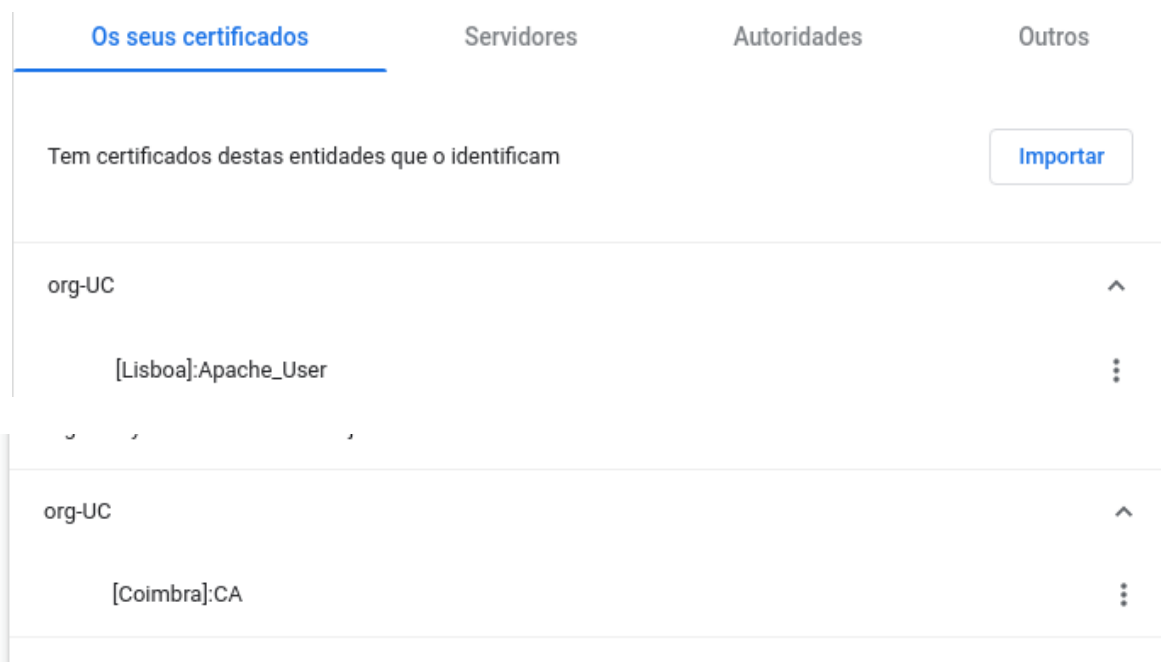 Os seus certificados Servidores Autoridades Outros
Tem certificados destas entidades que o identificam
Importar
org-UC
[Lisboa]:Apache_User
org-UC
[Coimbra]:CA